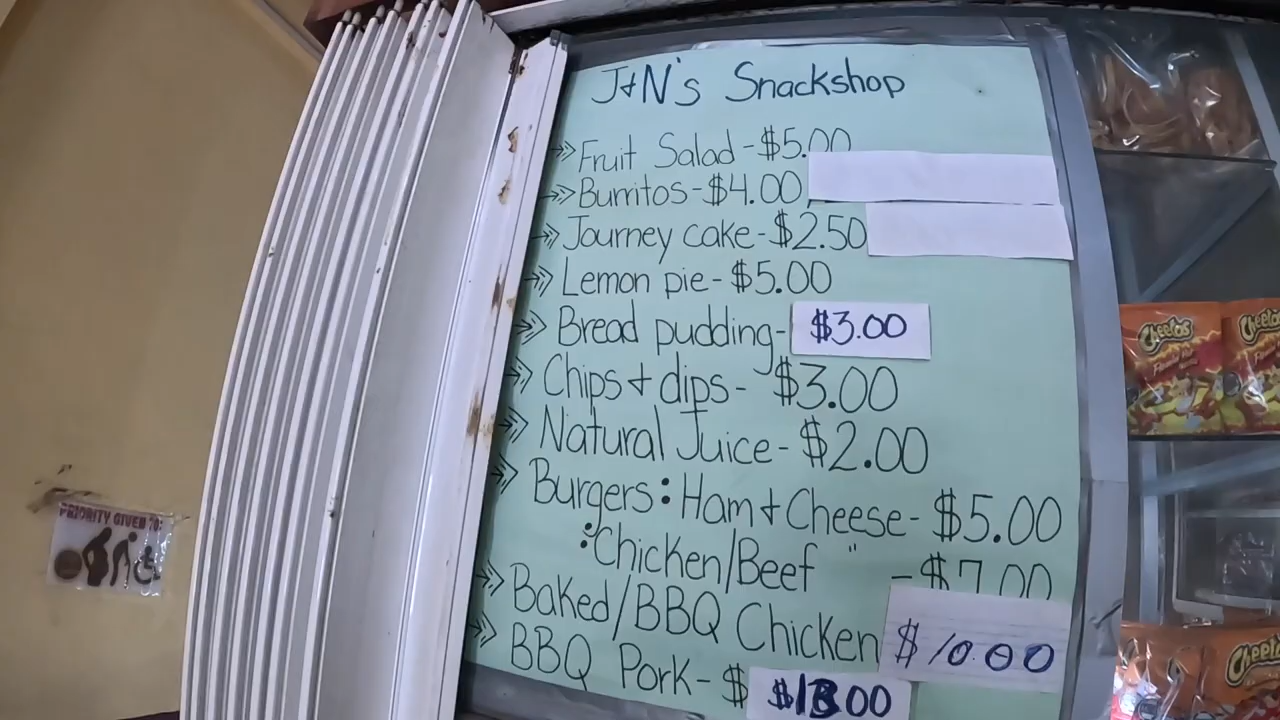 J+N's Snackshop
Fruit Salad - $5.00
Burritos - $4.00
Journey cake - $2.50
Lemon pie - $5.00
Bread pudding - $3.00
Chips + dips - $3.00
Natural Juice - $2.00
Burgers: Ham + Cheese - $5.00
: Chicken/Beef " - $7.00
Baked/BBQ Chicken $10.00
BBQ Pork - $ $13.00
PRIORITY GIVEN TO:
Cheetos
Cheetos
Cheetos